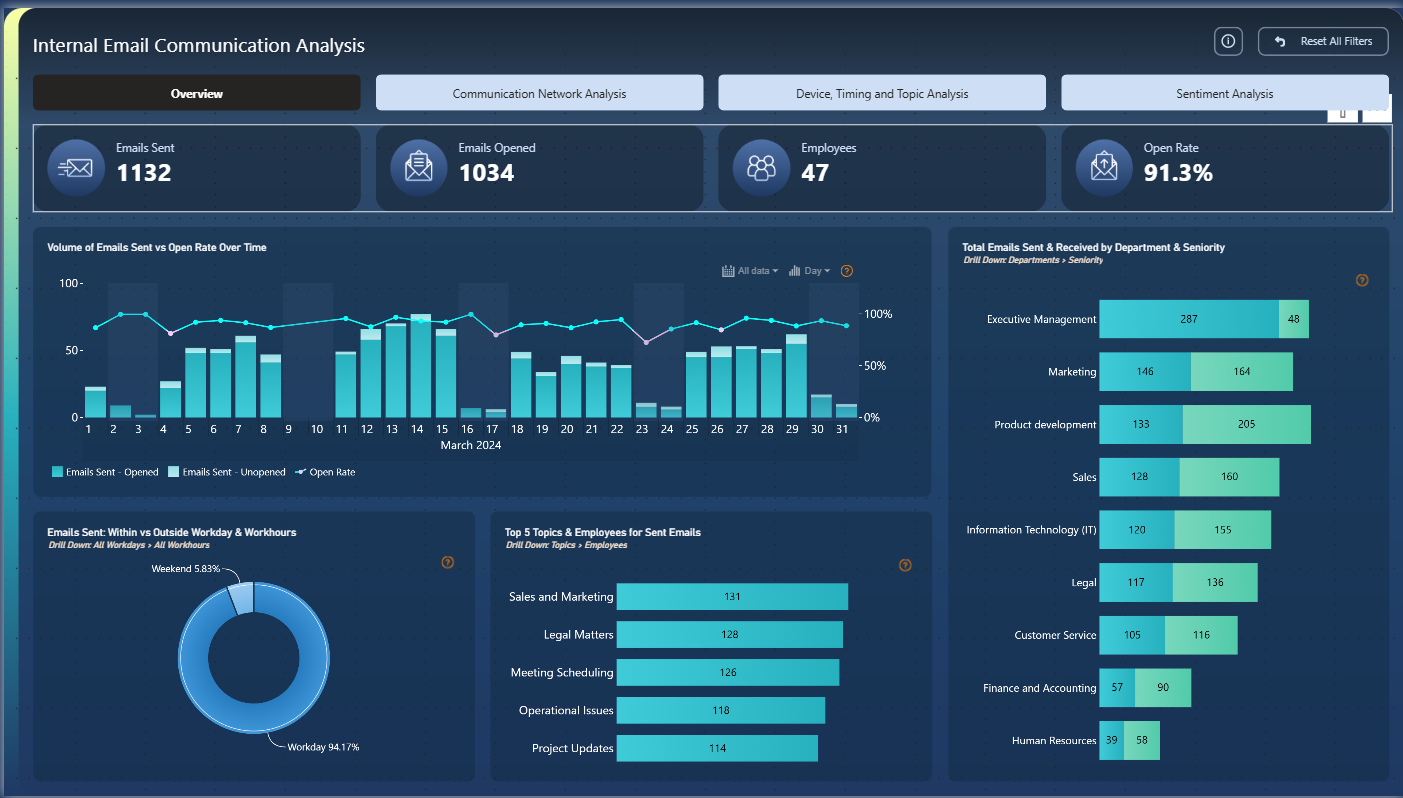 Internal Email Communication Analysis
Reset All Filters
Overview
Communication Network Analysis
Device, Timing and Topic Analysis
Sentiment Analysis
Emails Sent
1132
Emails Opened
1034
Employees
47
Open Rate
91.3%
Volume of Emails Sent vs Open Rate Over Time
All data
Day
?
100
50
0
100%
50%
0%
1 2 3 4 5 6 7 8 9 10 11 12 13 14 15 16 17 18 19 20 21 22 23 24 25 26 27 28 29 30 31
March 2024
Emails Sent - Opened Emails Sent - Unopened Open Rate
Total Emails Sent & Received by Department & Seniority
Drill Down: Departments > Seniority
?
Executive Management 287 48
Marketing 146 164
Product development 133 205
Sales 128 160
Information Technology (IT) 120 155
Legal 117 136
Customer Service 105 116
Finance and Accounting 57 90
Human Resources 39 58
Emails Sent: Within vs Outside Workday & Workhours
Drill Down: All Workdays > All Workhours
?
Weekend 5.83%
Workday 94.17%
Top 5 Topics & Employees for Sent Emails
Drill Down: Topics > Employees
?
Sales and Marketing 131
Legal Matters 128
Meeting Scheduling 126
Operational Issues 118
Project Updates 114